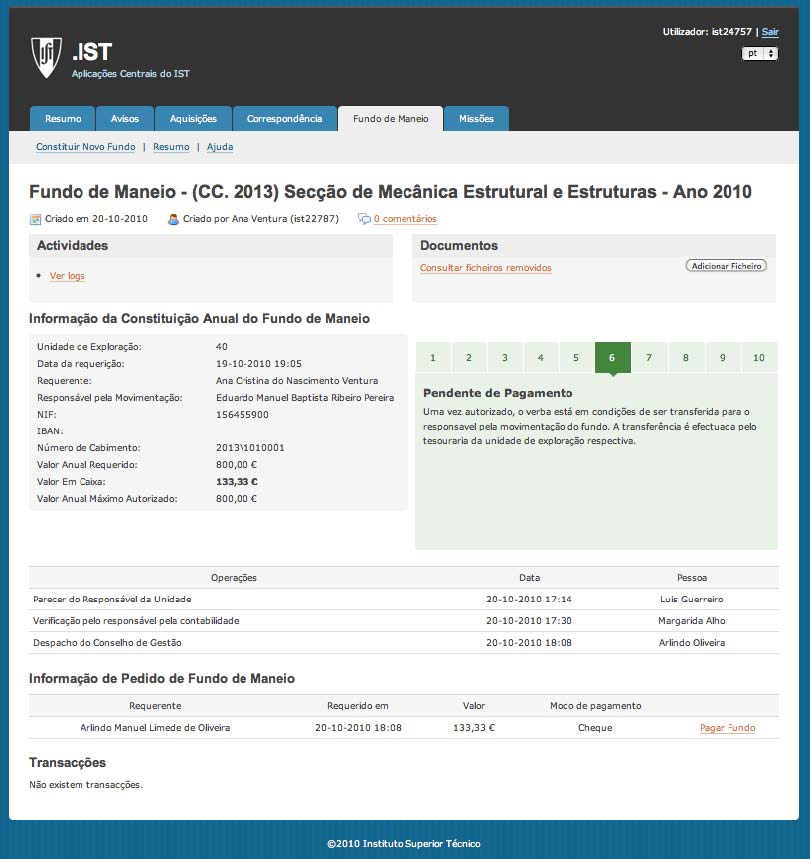 Utilizador: ist24757 | Sair
pt
.IST
Aplicações Centrais do IST
Resumo Avisos Aquisições Correspondência Fundo de Maneio Missões
Constituir Novo Fundo | Resumo | Ajuda
Fundo de Maneio - (CC. 2013) Secção de Mecânica Estrutural e Estruturas - Ano 2010
Criado em 20-10-2010 Criado por Ana Ventura (ist22787) 0 comentários
Actividades
Ver logs
Documentos
Consultar ficheiros removidos Adicionar Ficheiro
Informação da Constituição Anual do Fundo de Maneio
Unidade de Exploração: 40
Data da requerição: 19-10-2010 19:05
Requerente: Ana Cristina do Nascimento Ventura
Responsável pela Movimentação: Eduardo Manuel Baptista Ribeiro Pereira
NIF: 156455900
IBAN:
Número de Cabimento: 2013\1010001
Valor Anual Requerido: 800,00 €
Valor Em Caixa: 133,33 €
Valor Anual Máximo Autorizado: 800,00 €
1 2 3 4 5 6 7 8 9 10
Pendente de Pagamento
Uma vez autorizado, o verba está em condições de ser transferida para o
responsavel pela movimentação do fundo. A transferência é efectuaca pelo
tesouraria da unidade de exploração respectiva.
Operações Data Pessoa
Parecer do Responsável da Unidade 20-10-2010 17:14 Luis Guerreiro
Verificação pelo responsável pela contabilidade 20-10-2010 17:30 Margarida Alho
Despacho do Conselho de Gestão 20-10-2010 18:08 Arlindo Oliveira
Informação de Pedido de Fundo de Maneio
Requerente Requerido em Valor Moco de pagamento
Arlindo Manuel Limede de Oliveira 20-10-2010 18:08 133,33 € Cheque Pagar Fundo
Transacções
Não existem transacções.
©2010 Instituto Superior Técnico